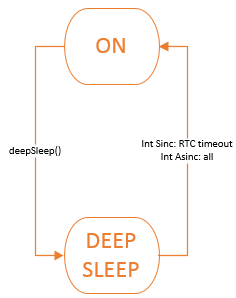 ON
deepSleep()
Int Sinc: RTC timeout
Int Asinc: all
DEEP
SLEEP